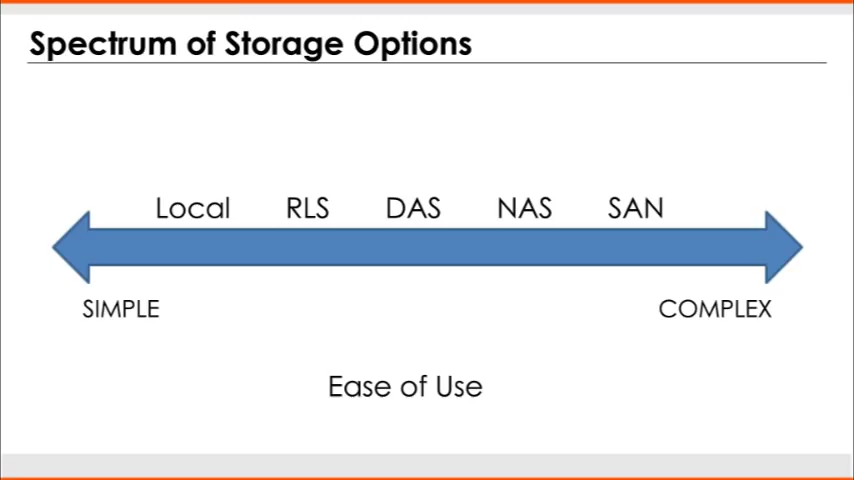 Spectrum of Storage Options
Local RLS DAS NAS SAN
SIMPLE COMPLEX
Ease of Use